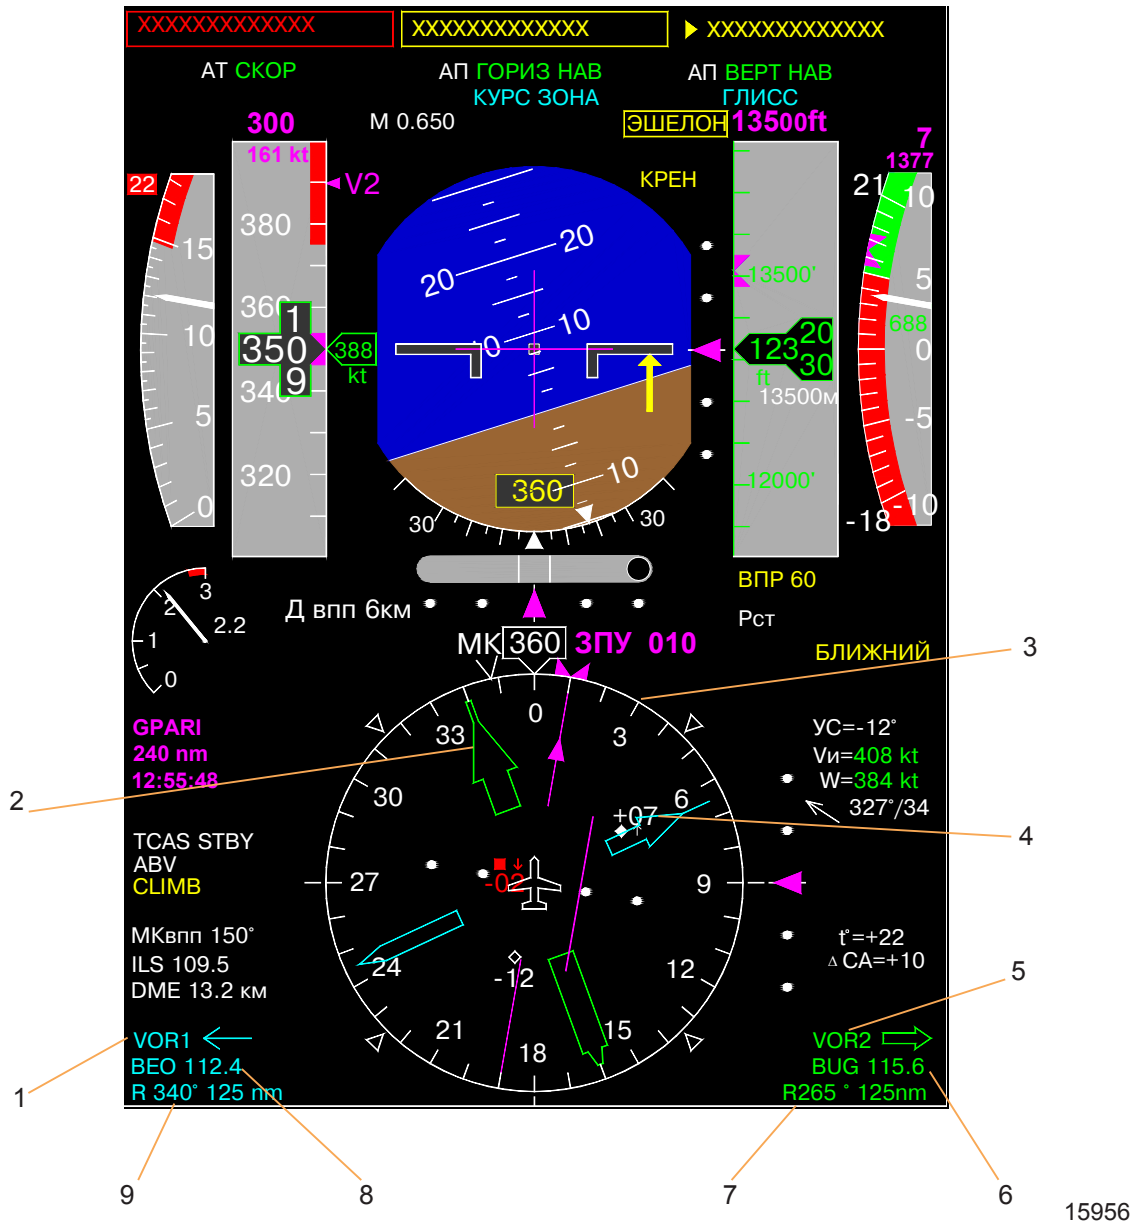 XXXXXXXXXXXXX
XXXXXXXXXXXXX
XXXXXXXXXXXXX
АТ СКОР
АП ГОРИЗ НАВ
АП ВЕРТ НАВ
КУРС ЗОНА
ГЛИСС
300
М 0.650
ЭШЕЛОН
13500ft
7
161 kt
1377
22
V2
КРЕН
21
10
380
15
20
20
13500'
5
360
1
10
688
20
10
350
388
10
123
0
30
kt
ft
9
340
13500м
5
-5
320
10
12000'
0
360
-10
30
30
-18
3
ВПР 60
2
2.2
Д впп 6км
Рст
1
МК
360
ЗПУ 010
БЛИЖНИЙ
3
0
GPARI
0
УС=-12°
33
3
240 nm
Vи=408 kt
12:55:48
W=384 kt
2
30
6
327°/34
+07
4
TCAS STBY
ABV
CLIMB
-02
27
9
МКвпп 150°
t°=+22
ILS 109.5
24
12
Δ СА=+10
5
DME 13.2 км
-12
21
15
VOR1
18
VOR2
BEO 112.4
BUG 115.6
1
R 340° 125 nm
R265 ° 125nm
9
8
7
6
15956